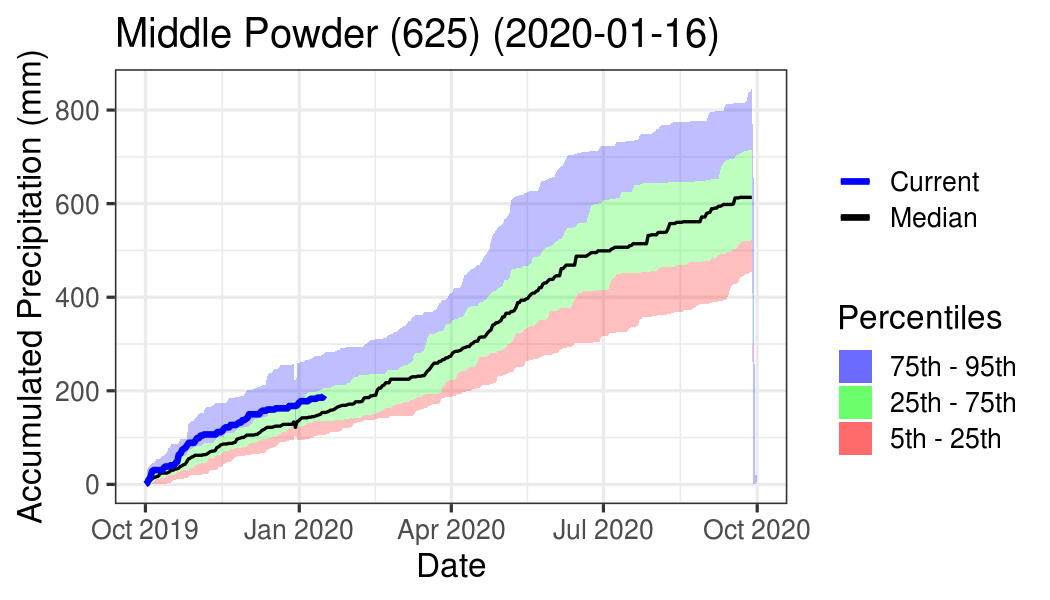 Middle Powder (625) (2020-01-16)
Accumulated Precipitation (mm)
800
600
400
200
0
Oct 2019
Jan 2020
Apr 2020
Jul 2020
Oct 2020
Date
Current
Median
Percentiles
75th - 95th
25th - 75th
5th - 25th